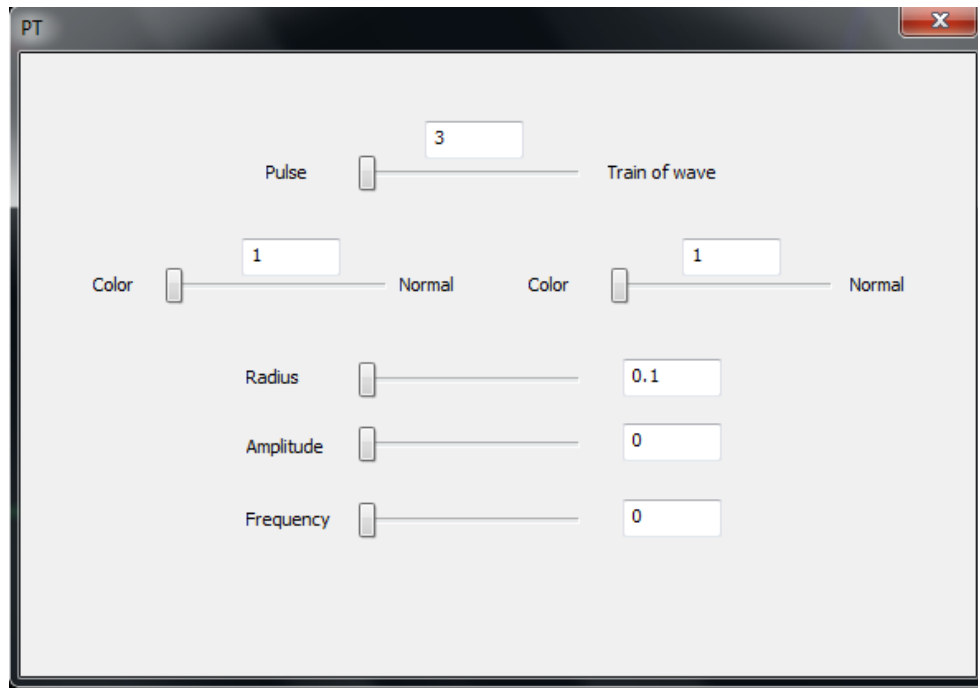 PT
3
Pulse Train of wave
1 1
Color Normal Color Normal
Radius 0.1
Amplitude 0
Frequency 0